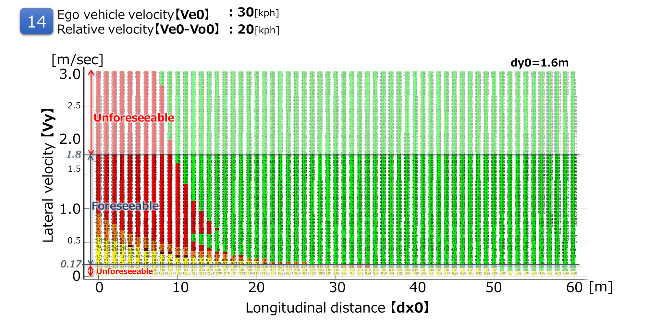 14
Ego vehicle velocity【Ve0】 : 30[kph]
Relative velocity【Ve0-Vo0】 : 20[kph]
[m/sec]
dy0=1.6m
3.0
2.5
Unforeseeable
2.0
1.8
1.5
Foreseeable
1.0
0.5
0.17
Unforeseeable
0
Lateral velocity【Vy】
0 10 20 30 40 50 60 [m]
Longitudinal distance【dx0】